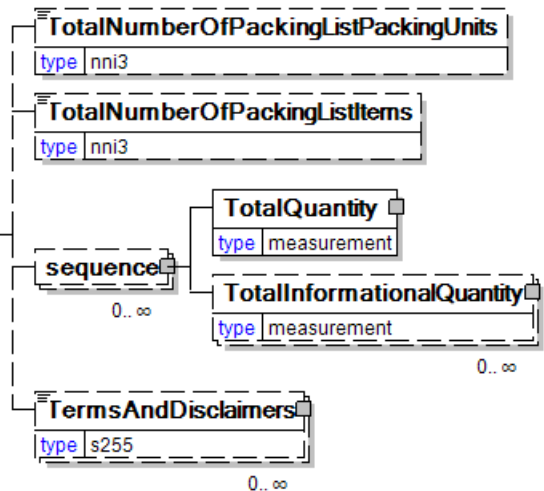 TotalNumberOfPackingListPackingUnits
type nni3
TotalNumberOfPackingListItems
type nni3
TotalQuantity
type measurement
sequence
0.. ∞
TotalInformationalQuantity
type measurement
0.. ∞
TermsAndDisclaimers
type s255
0.. ∞